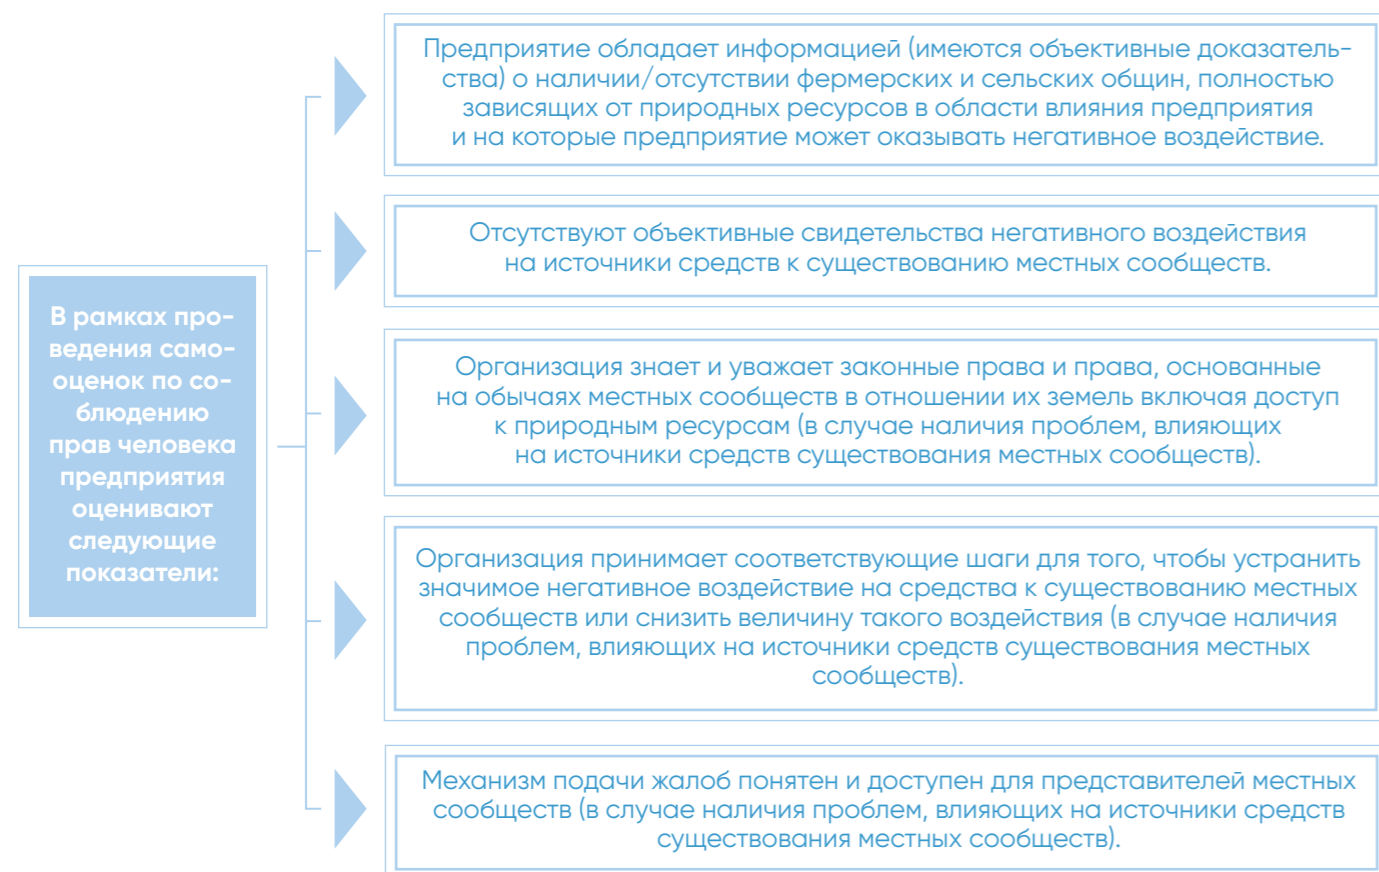 В рамках про-
ведения само-
оценок по со-
блюдению
прав человека
предприятия
оценивают
следующие
показатели:
Предприятие обладает информацией (имеются объективные доказатель-
ства) о наличии/отсутствии фермерских и сельских общин, полностью
зависящих от природных ресурсов в области влияния предприятия
и на которые предприятие может оказывать негативное воздействие.
Отсутствуют объективные свидетельства негативного воздействия
на источники средств к существованию местных сообществ.
Организация знает и уважает законные права и права, основанные
на обычаях местных сообществ в отношении их земель включая доступ
к природным ресурсам (в случае наличия проблем, влияющих
на источники средств существования местных сообществ).
Организация принимает соответствующие шаги для того, чтобы устранить
значимое негативное воздействие на средства к существованию местных
сообществ или снизить величину такого воздействия (в случае наличия
проблем, влияющих на источники средств существования местных
сообществ).
Механизм подачи жалоб понятен и доступен для представителей местных
сообществ (в случае наличия проблем, влияющих на источники средств
существования местных сообществ).